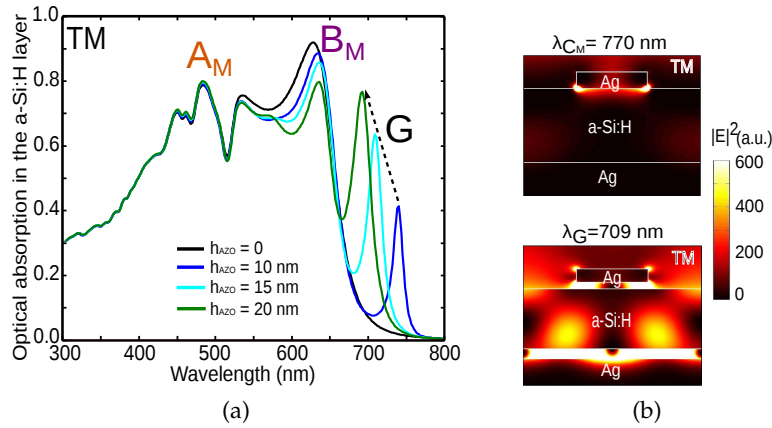 TM
A_M
B_M
G
Optical absorption in the a-Si:H layer
1.0
0.8
0.6
0.4
0.2
0.0
h_AZO = 0
h_AZO = 10 nm
h_AZO = 15 nm
h_AZO = 20 nm
300 400 500 600 700 800
Wavelength (nm)
(a)
λ_C_M = 770 nm
TM
Ag
a-Si:H
Ag
λ_G=709 nm
TM
Ag
a-Si:H
Ag
|E|² (a.u.)
600
400
200
0
(b)